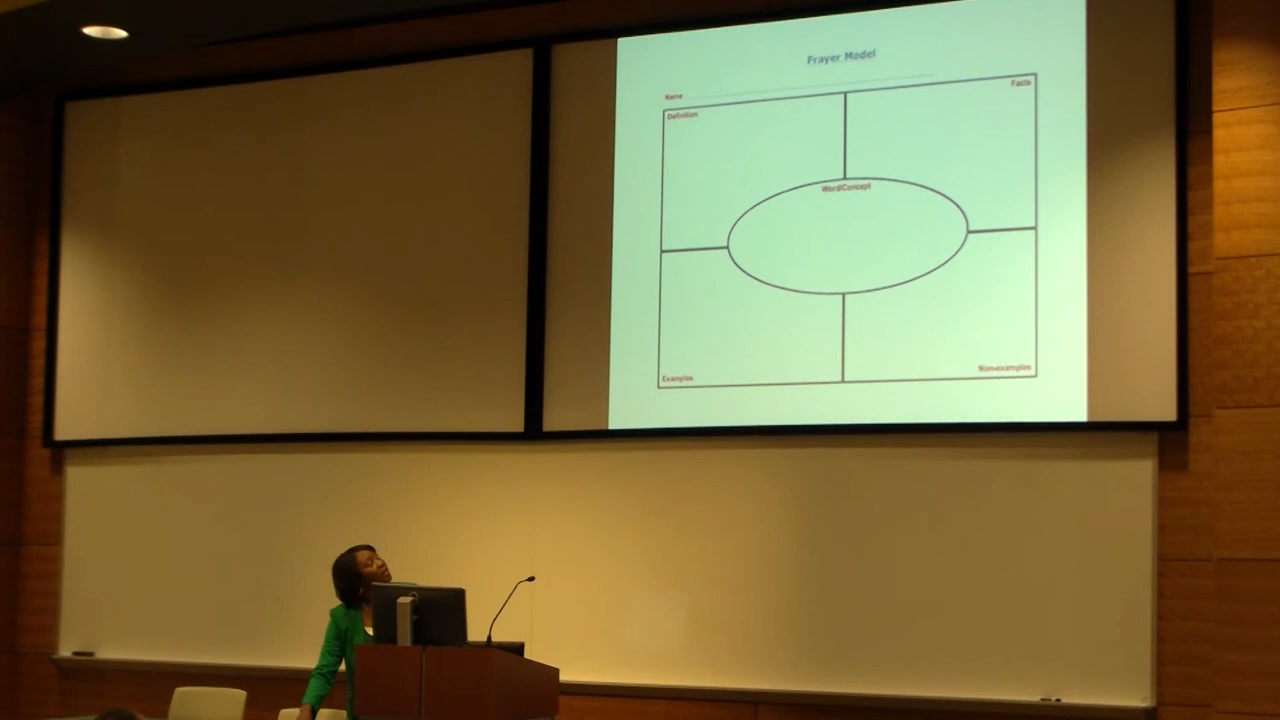 Frayer Model
Name
Definition
Facts
Word/Concept
Examples
Non-examples